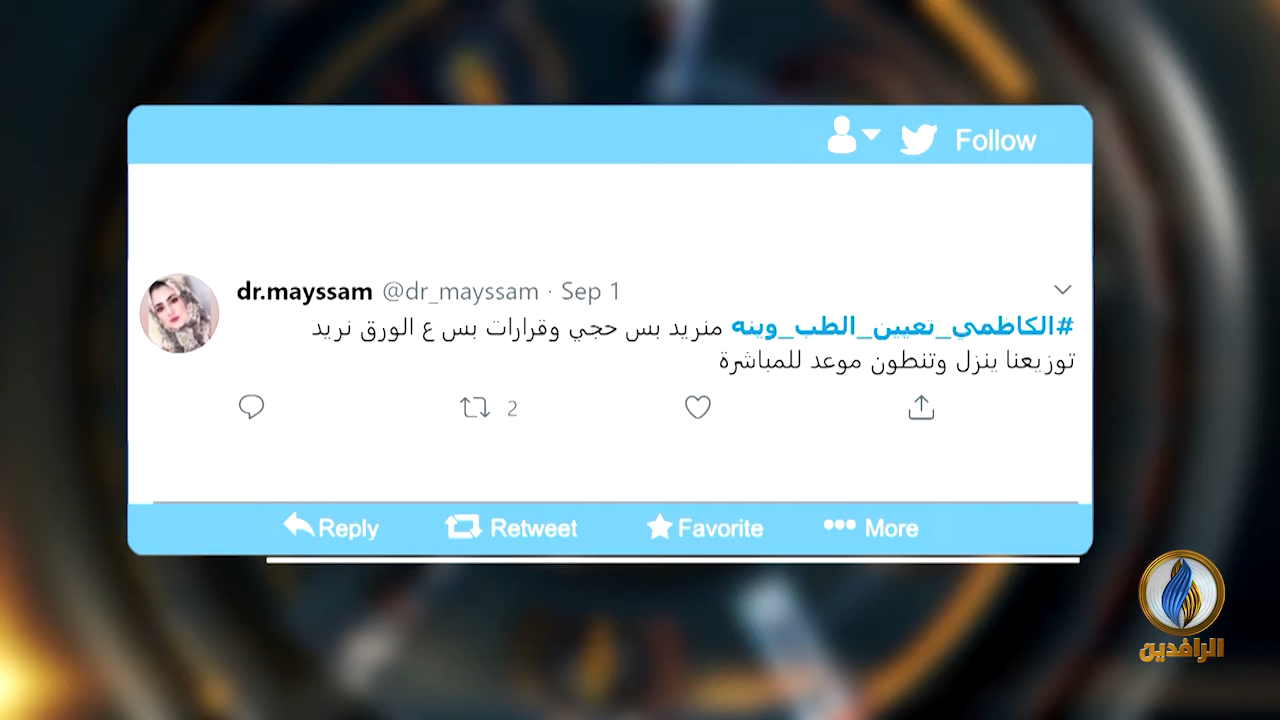 Follow
dr.mayssam @dr_mayssam · Sep 1
#الكاظمي_تعيين_الطب_وينه منريد بس حجي وقرارات بس ع الورق نريد
توزيعنا ينزل وتنطون موعد للمباشرة
2
Reply Retweet Favorite More
الرافدين